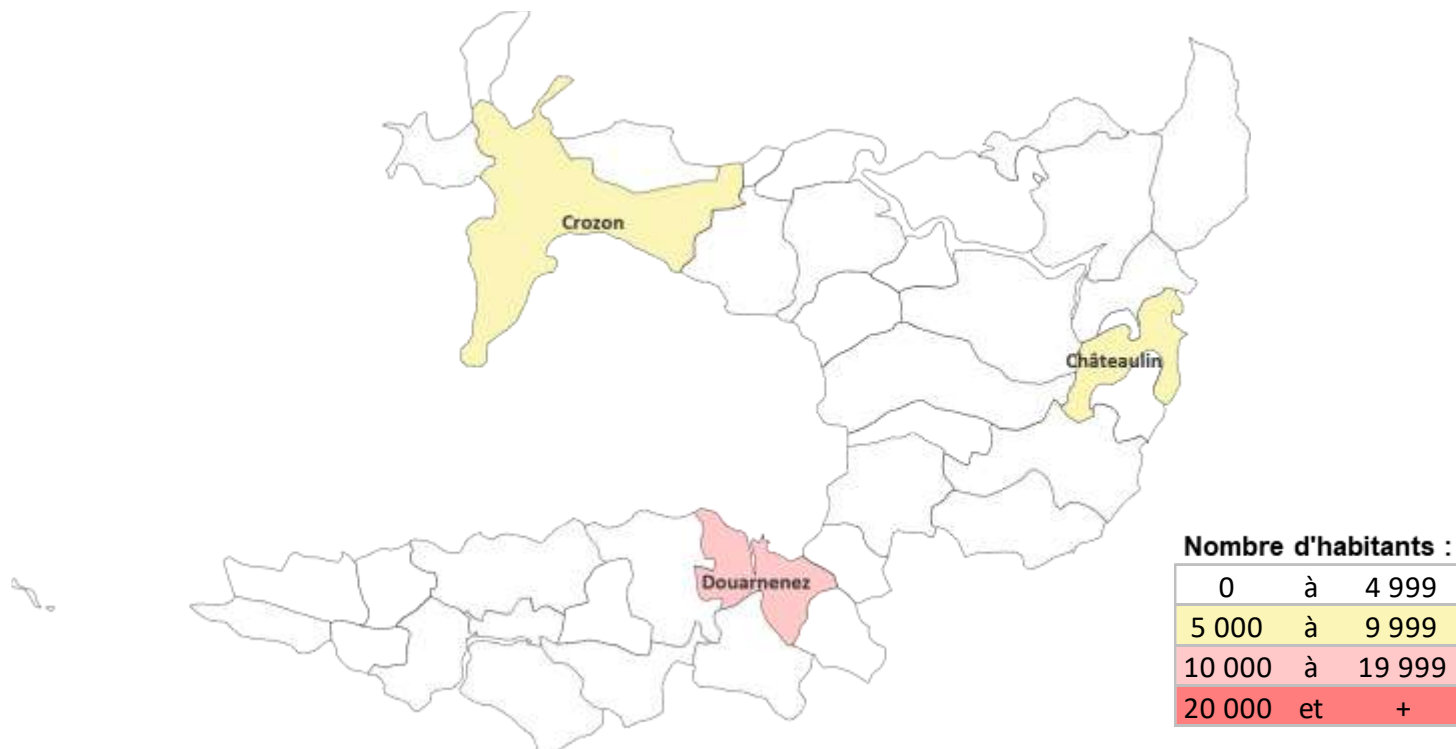 Crozon
Châteaulin
Douarnenez
Nombre d'habitants :
0 à 4 999
5 000 à 9 999
10 000 à 19 999
20 000 et +